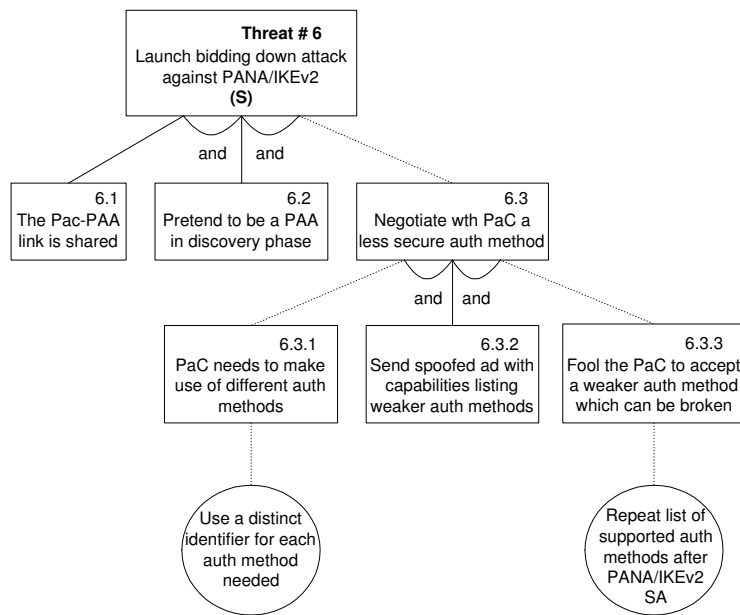 Threat # 6
Launch bidding down attack
against PANA/IKEv2
(S)
and and
6.1
The Pac-PAA
link is shared
6.2
Pretend to be a PAA
in discovery phase
6.3
Negotiate wth PaC a
less secure auth method
and and
6.3.1
PaC needs to make
use of different auth
methods
6.3.2
Send spoofed ad with
capabilities listing
weaker auth methods
6.3.3
Fool the PaC to accept
a weaker auth method
which can be broken
Use a distinct
identifier for each
auth method
needed
Repeat list of
supported auth
methods after
PANA/IKEv2
SA